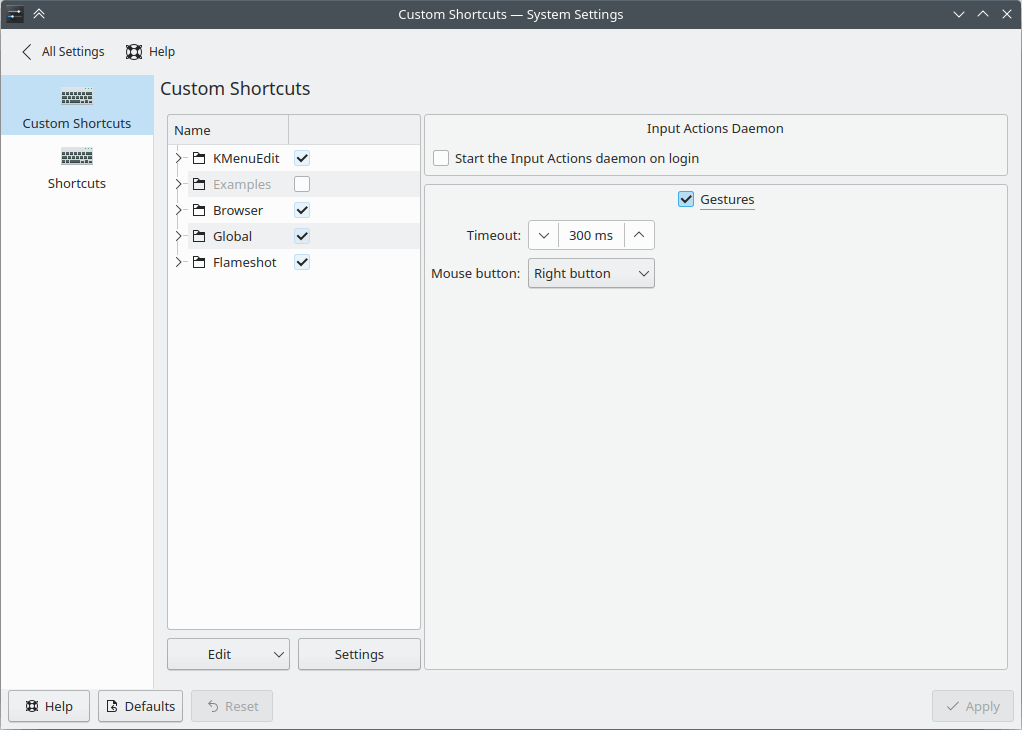 Custom Shortcuts — System Settings
All Settings
Help
Custom Shortcuts
Shortcuts
Custom Shortcuts
Name
KMenuEdit
Examples
Browser
Global
Flameshot
Edit
Settings
Input Actions Daemon
Start the Input Actions daemon on login
Gestures
Timeout: 300 ms
Mouse button: Right button
Help
Defaults
Reset
Apply